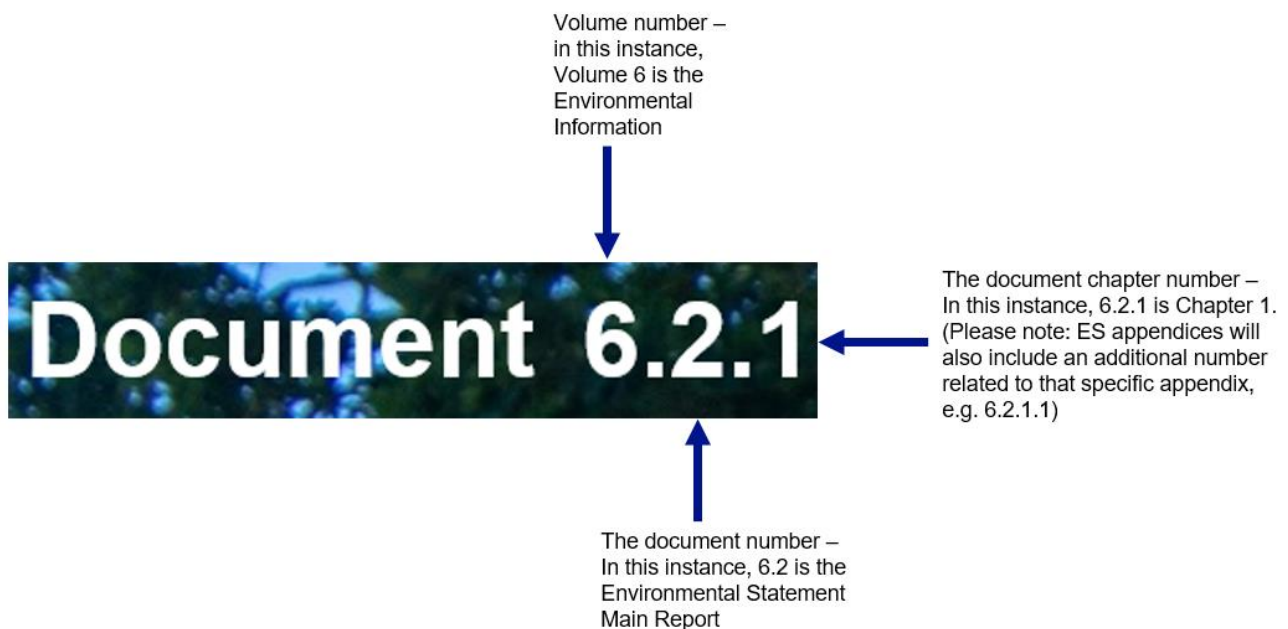 Volume number –
in this instance,
Volume 6 is the
Environmental
Information
Document 6.2.1
The document chapter number –
In this instance, 6.2.1 is Chapter 1.
(Please note: ES appendices will
also include an additional number
related to that specific appendix,
e.g. 6.2.1.1)
The document number –
In this instance, 6.2 is the
Environmental Statement
Main Report